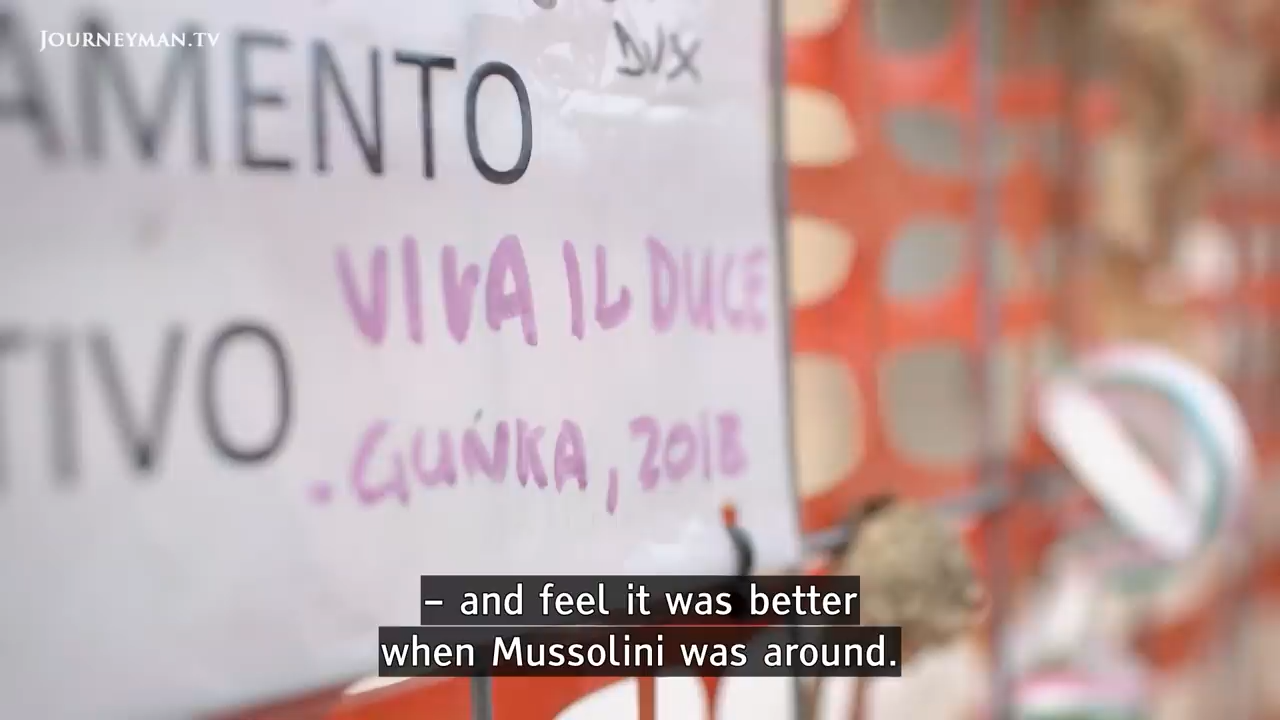 JOURNEYMAN.TV
DVX
AMENTO
VIVA IL DUCE
TIVO
- GUŃKA, 2018
– and feel it was better
when Mussolini was around.